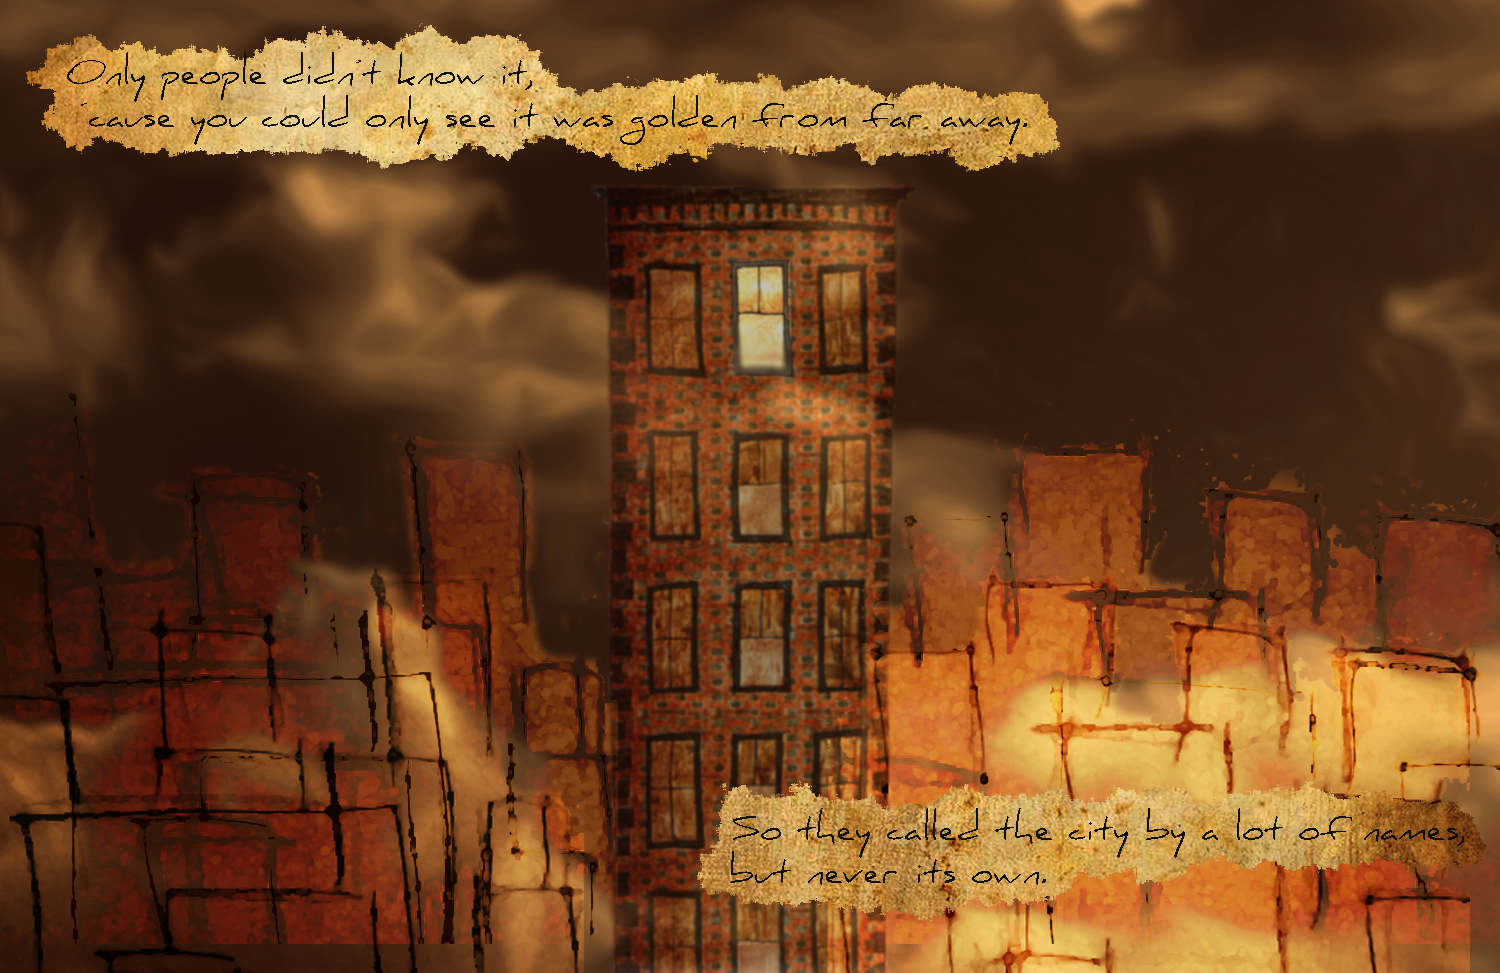 Only people didn't know it,
'cause you could only see it was golden from far away.
So they called the city by a lot of names,
but never its own.